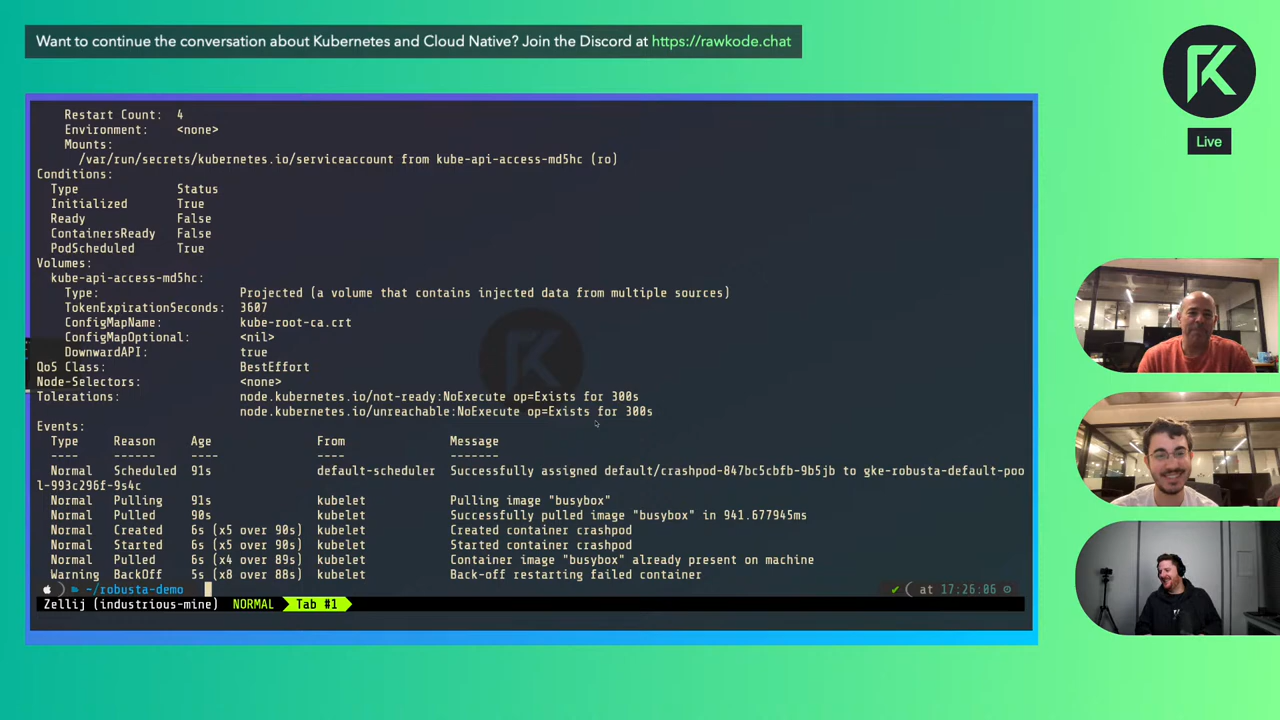 Want to continue the conversation about Kubernetes and Cloud Native? Join the Discord at https://rawkode.chat
Live
Restart Count: 4
Environment: <none>
Mounts:
/var/run/secrets/kubernetes.io/serviceaccount from kube-api-access-md5hc (ro)
Conditions:
Type Status
Initialized True
Ready False
ContainersReady False
PodScheduled True
Volumes:
kube-api-access-md5hc:
Type: Projected (a volume that contains injected data from multiple sources)
TokenExpirationSeconds: 3607
ConfigMapName: kube-root-ca.crt
ConfigMapOptional: <nil>
DownwardAPI: true
QoS Class: BestEffort
Node-Selectors: <none>
Tolerations: node.kubernetes.io/not-ready:NoExecute op=Exists for 300s
node.kubernetes.io/unreachable:NoExecute op=Exists for 300s
Events:
Type Reason Age From Message
---- ------ ---- ---- -------
Normal Scheduled 91s default-scheduler Successfully assigned default/crashpod-847bc5cbfb-9b5jb to gke-robusta-default-poo
l-993c296f-9s4c
Normal Pulling 91s kubelet Pulling image "busybox"
Normal Pulled 90s kubelet Successfully pulled image "busybox" in 941.677945ms
Normal Created 6s (x5 over 90s) kubelet Created container crashpod
Normal Started 6s (x5 over 90s) kubelet Started container crashpod
Normal Pulled 6s (x4 over 89s) kubelet Container image "busybox" already present on machine
Warning BackOff 5s (x8 over 88s) kubelet Back-off restarting failed container
~/robusta-demo ✔ at 17:26:06
Zellij (industrious-mine) NORMAL Tab #1